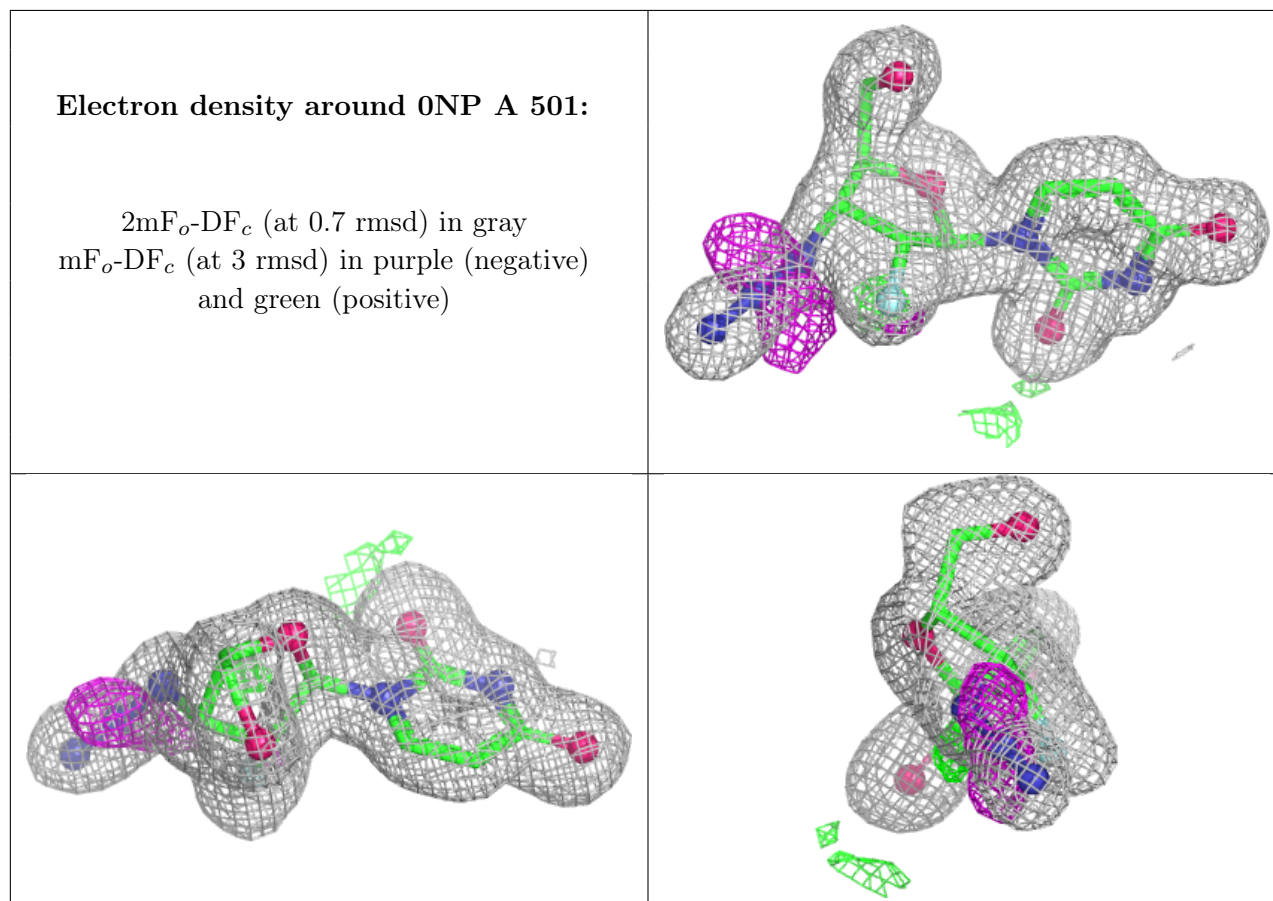 Electron density around 0NP A 501:
2mFo-DFc (at 0.7 rmsd) in gray
mFo-DFc (at 3 rmsd) in purple (negative)
and green (positive)